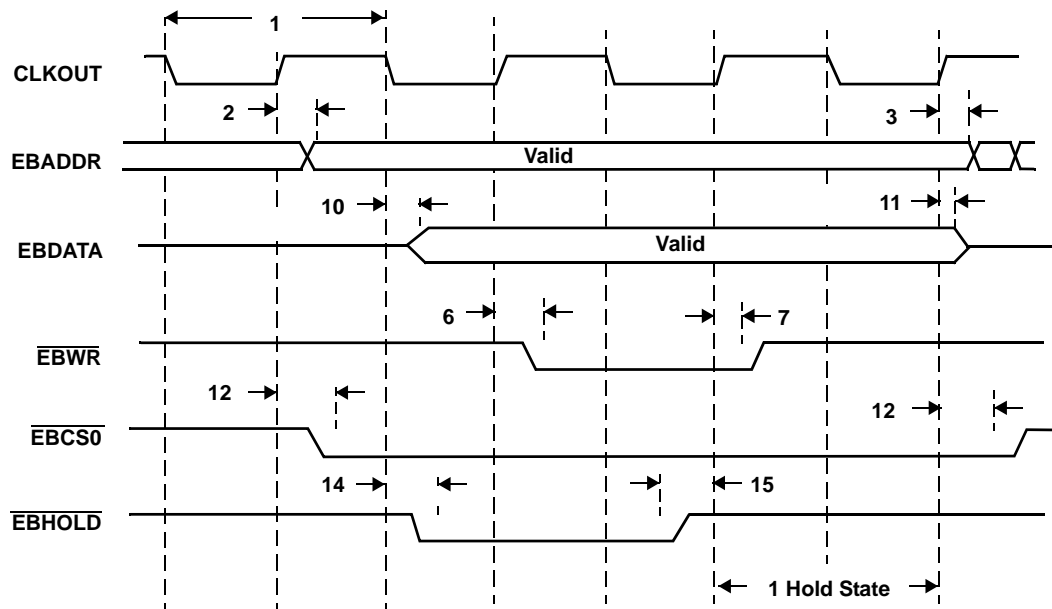 1
CLKOUT
2
3
EBADDR
Valid
10
11
EBDATA
Valid
6
7
EBWR
12
12
EBCS0
14
15
EBHOLD
1 Hold State